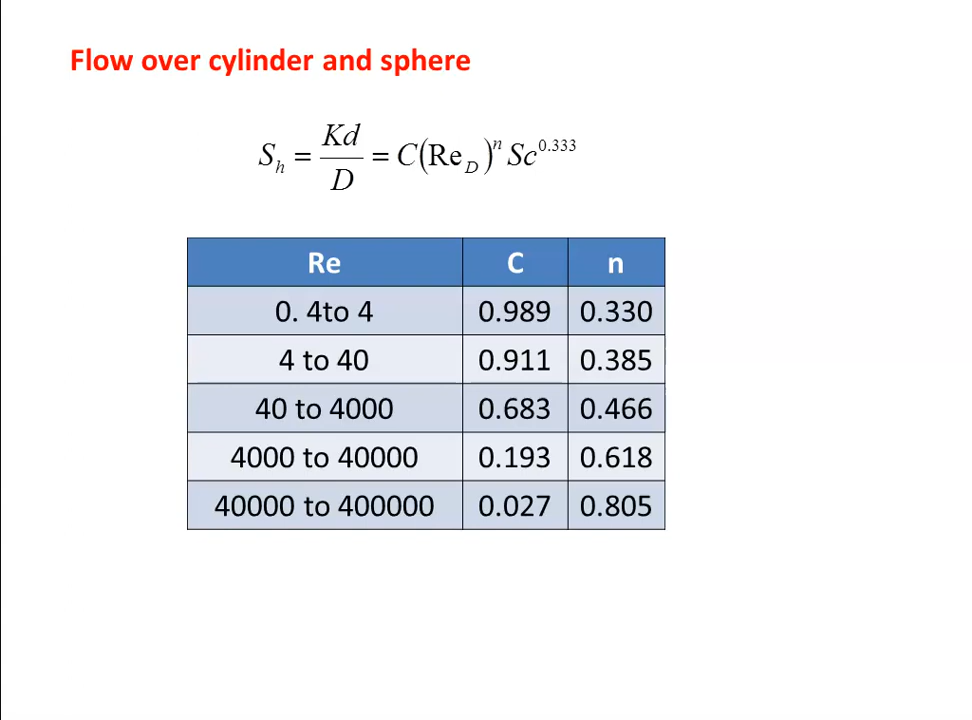 Flow over cylinder and sphere
S_h = Kd/D = C(Re_D)^n Sc^0.333
Re C n
0. 4to 4 0.989 0.330
4 to 40 0.911 0.385
40 to 4000 0.683 0.466
4000 to 40000 0.193 0.618
40000 to 400000 0.027 0.805